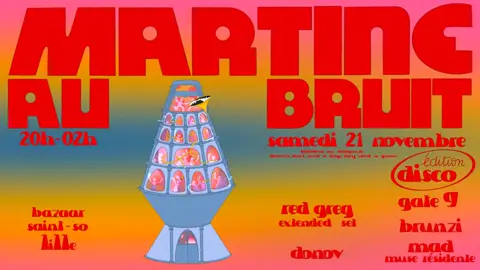 MARTINE
AU BRUIT
20h-02h
samedi 21 novembre
édition
disco
bazaar
saint-so
lille
red greg
extended set
donov
gale g
brunzi
mad
muse résidente